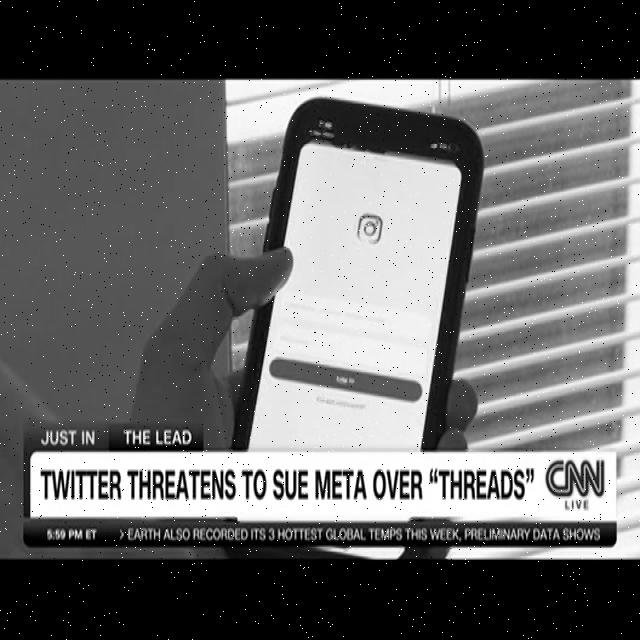 JUST IN THE LEAD
TWITTER THREATENS TO SUE META OVER “THREADS”
CNN
LIVE
5:59 PM ET
EARTH ALSO RECORDED ITS 3 HOTTEST GLOBAL TEMPS THIS WEEK, PRELIMINARY DATA SHOWS